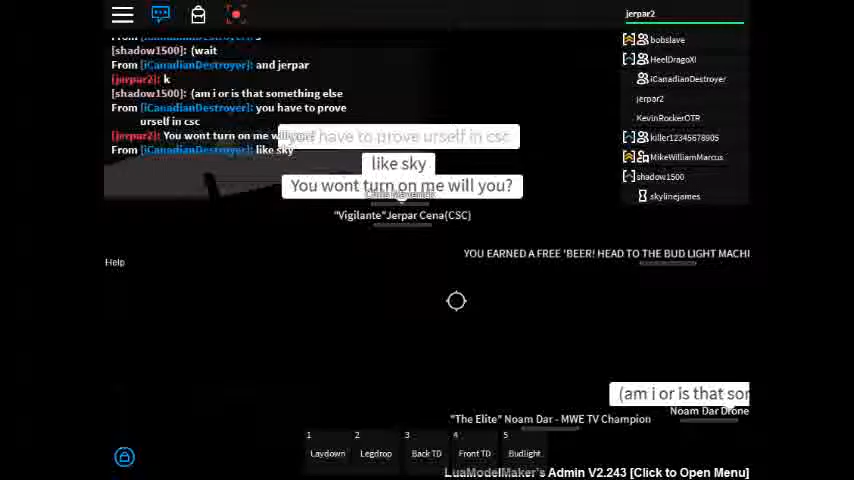 jerpar2
[shadow1500]: (wait
From [iCanadianDestroyer]: and jerpar
[jerpar2]: k
[shadow1500]: (am i or is that something else
From [iCanadianDestroyer]: you have to prove
urself in csc
[jerpar2]: You wont turn on me will you?
From [iCanadianDestroyer]: like sky
bobslave
HeelDragoXl
iCanadianDestroyer
jerpar2
KevinRockerOTR
killer12345678905
MikeWilliamMarcus
shadow1500
skylinejames
you have to prove urself in csc
like sky
You wont turn on me will you?
"Vigilante"Jerpar Cena(CSC)
YOU EARNED A FREE 'BEER! HEAD TO THE BUD LIGHT MACHI
Help
(am i or is that sor
Noam Dar Drone
"The Elite" Noam Dar - MWE TV Champion
1 Laydown
2 Legdrop
3 Back TD
4 Front TD
5 Budlight
LuaModelMaker's Admin V2.243 [Click to Open Menu]